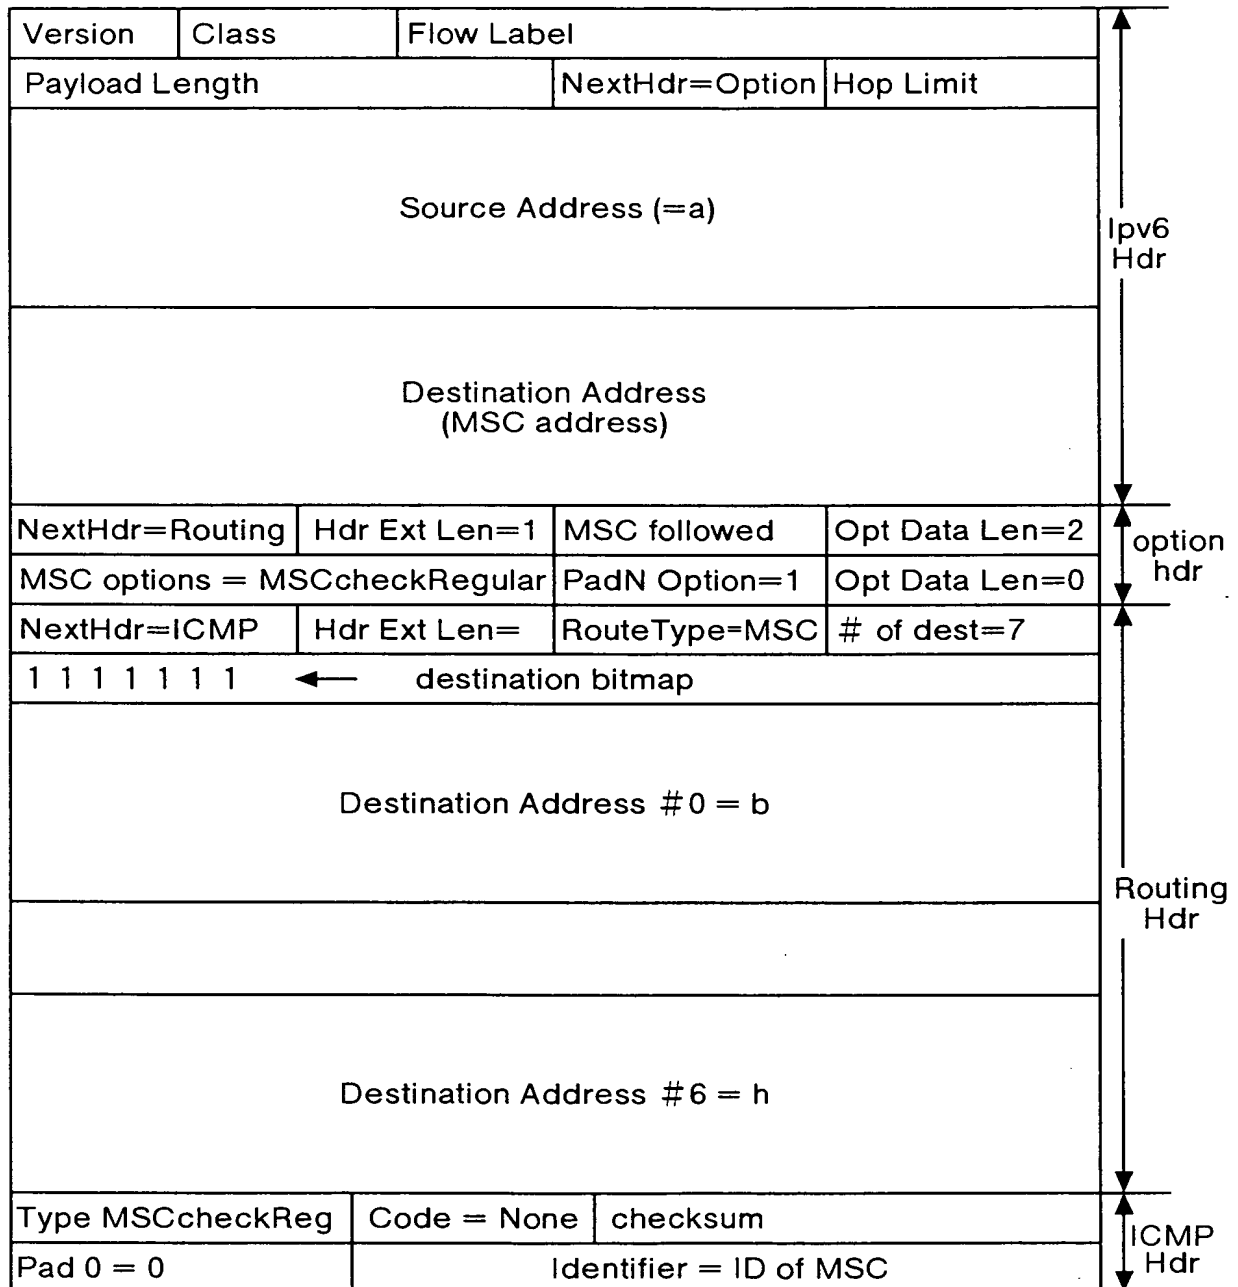 Version Class Flow Label
Payload Length NextHdr=Option Hop Limit
Source Address (=a)
Ipv6
Hdr
Destination Address
(MSC address)
NextHdr=Routing Hdr Ext Len=1 MSC followed Opt Data Len=2
option
hdr
MSC options = MSCcheckRegular PadN Option=1 Opt Data Len=0
NextHdr=ICMP Hdr Ext Len= RouteType=MSC # of dest=7
1 1 1 1 1 1 1 ← destination bitmap
Destination Address #0 = b
Routing
Hdr
Destination Address #6 = h
Type MSCcheckReg Code = None checksum
ICMP
Hdr
Pad 0 = 0 Identifier = ID of MSC